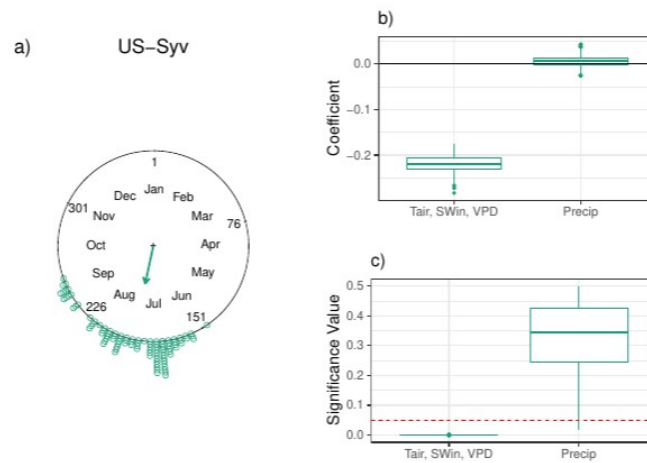 a)
US−Syv
1
Jan
Feb
Mar
76
Apr
May
Jun
151
Jul
Aug
226
Sep
Oct
Nov
301
Dec
b)
Coefficient
0.0
−0.1
−0.2
Tair, SWin, VPD
Precip
c)
Significance Value
0.5
0.4
0.3
0.2
0.1
0.0
Tair, SWin, VPD
Precip